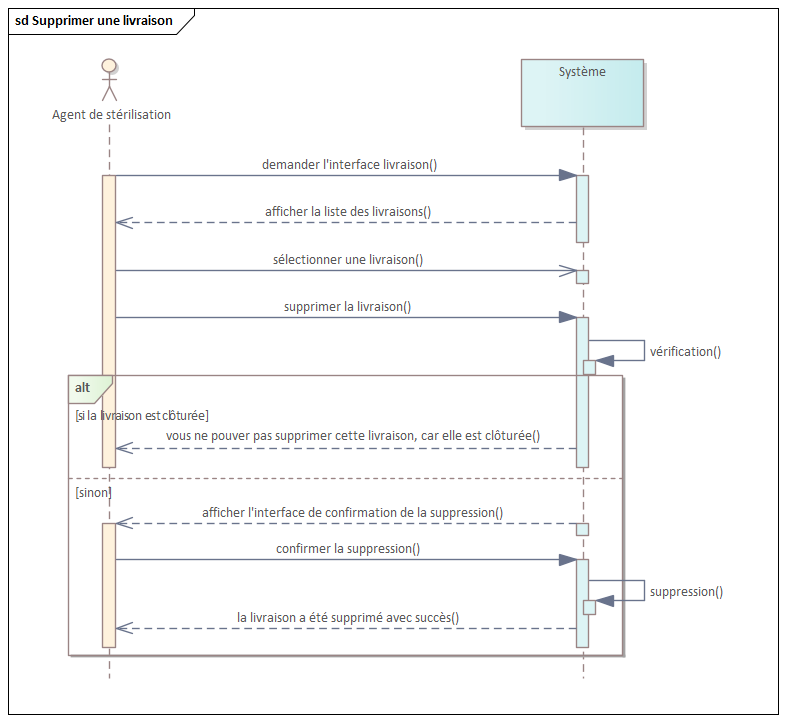 sd Supprimer une livraison
Agent de stérilisation
Système
demander l'interface livraison()
afficher la liste des livraisons()
sélectionner une livraison()
supprimer la livraison()
vérification()
alt
[si la livraison est clôturée]
vous ne pouver pas supprimer cette livraison, car elle est clôturée()
[sinon]
afficher l'interface de confirmation de la suppression()
confirmer la suppression()
suppression()
la livraison a été supprimé avec succès()